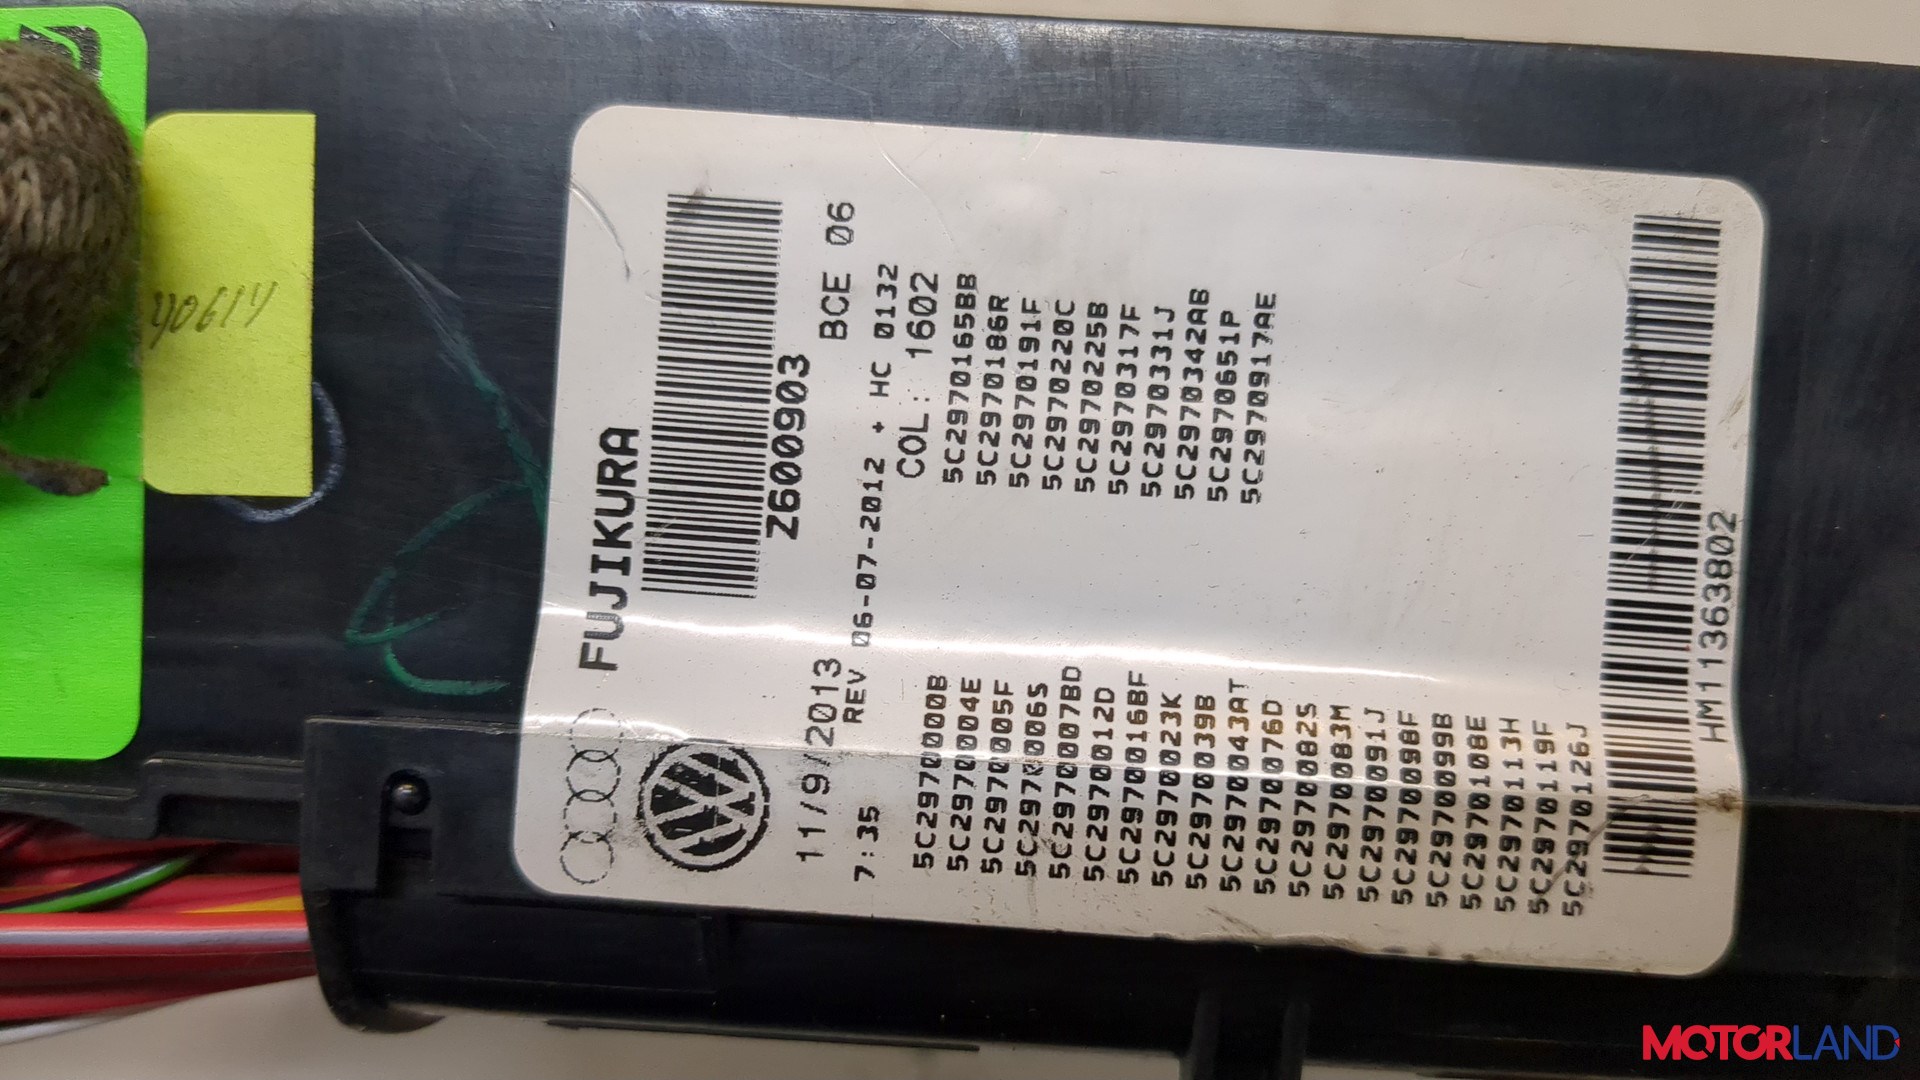 FUJIKURA
Z600903
11/9/2013 BCE 06
7:35 REV 06-07-2012 + HC 0132
COL: 1602
5C2970000B 5C2970165BB
5C2970004E 5C2970186R
5C2970005F 5C2970191F
5C2970006S 5C2970220C
5C2970007BD 5C2970225B
5C2970012D 5C2970317F
5C2970016BF 5C2970331J
5C2970023K 5C2970342AB
5C2970039B 5C2970651P
5C2970043AT 5C2970917AE
5C2970076D
5C2970082S
5C2970083M
5C2970091J
5C2970098F
5C2970099B
5C2970108E
5C2970113H
5C2970119F
5C2970126J
HM111363802
40614
MOTORLAND